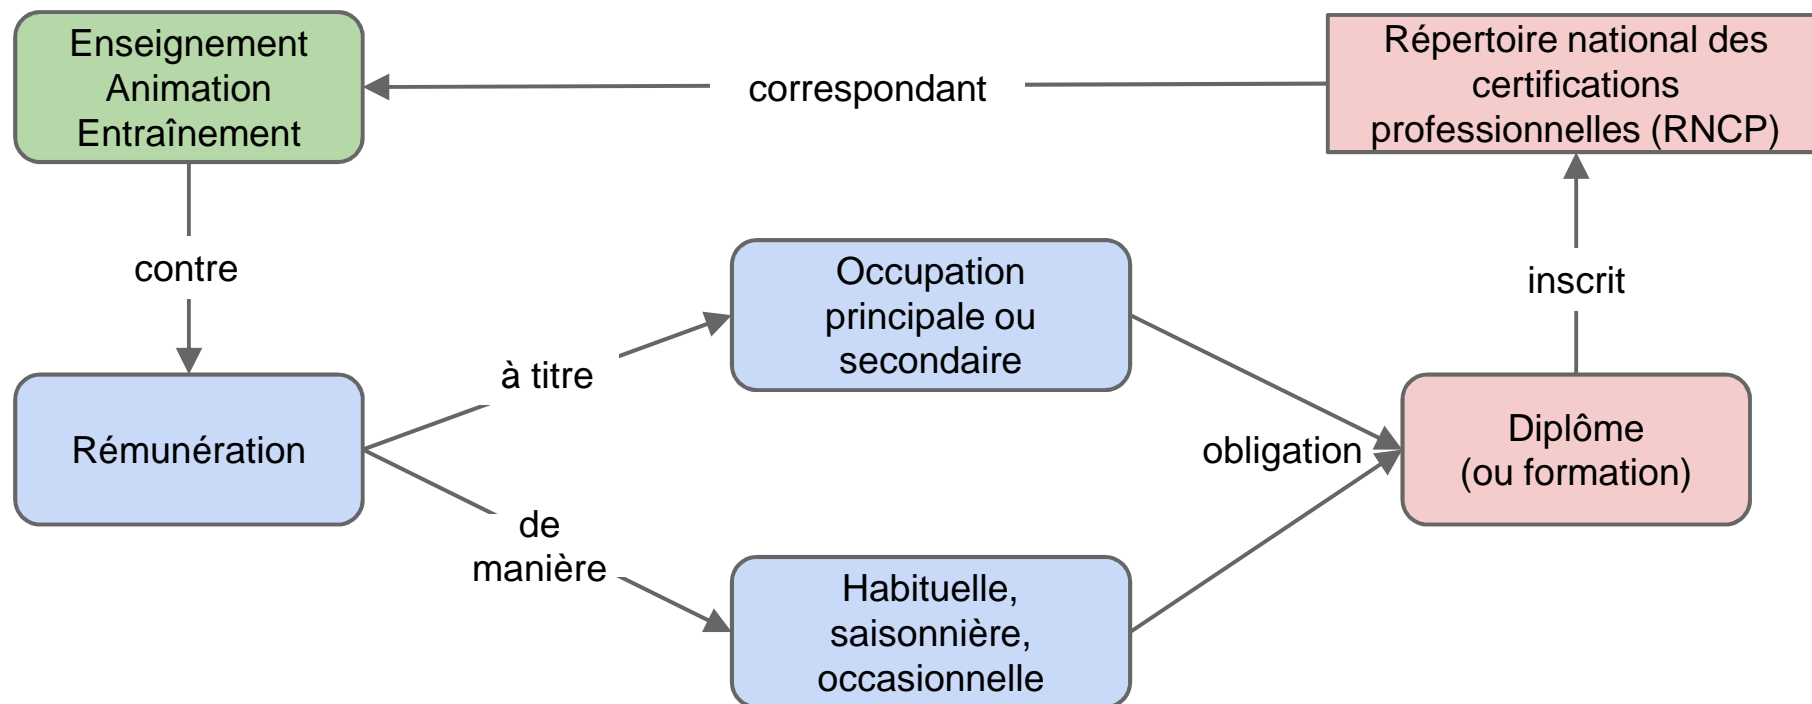 Enseignement
Animation
Entraînement
correspondant
Répertoire national des
certifications
professionnelles (RNCP)
contre
Occupation
principale ou
secondaire
inscrit
à titre
Rémunération
obligation
Diplôme
(ou formation)
de
manière
Habituelle,
saisonnière,
occasionnelle